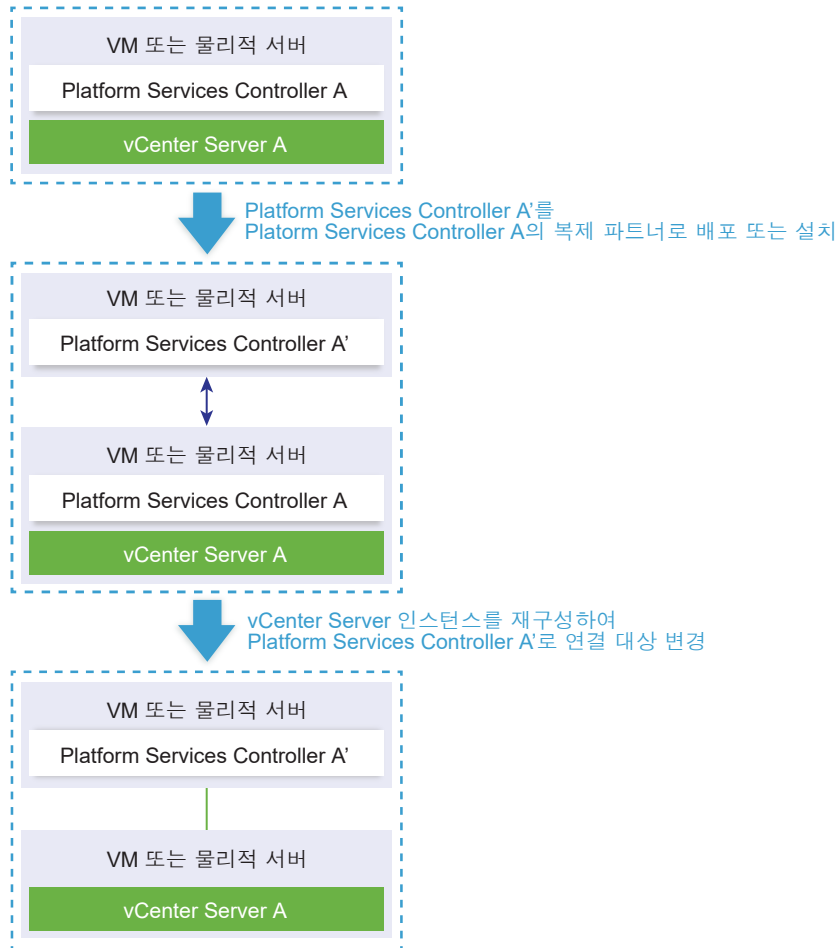 VM 또는 물리적 서버
Platform Services Controller A
vCenter Server A
Platform Services Controller A’를
Platorm Services Controller A의 복제 파트너로 배포 또는 설치
VM 또는 물리적 서버
Platform Services Controller A’
VM 또는 물리적 서버
Platform Services Controller A
vCenter Server A
vCenter Server 인스턴스를 재구성하여
Platform Services Controller A’로 연결 대상 변경
VM 또는 물리적 서버
Platform Services Controller A’
VM 또는 물리적 서버
vCenter Server A